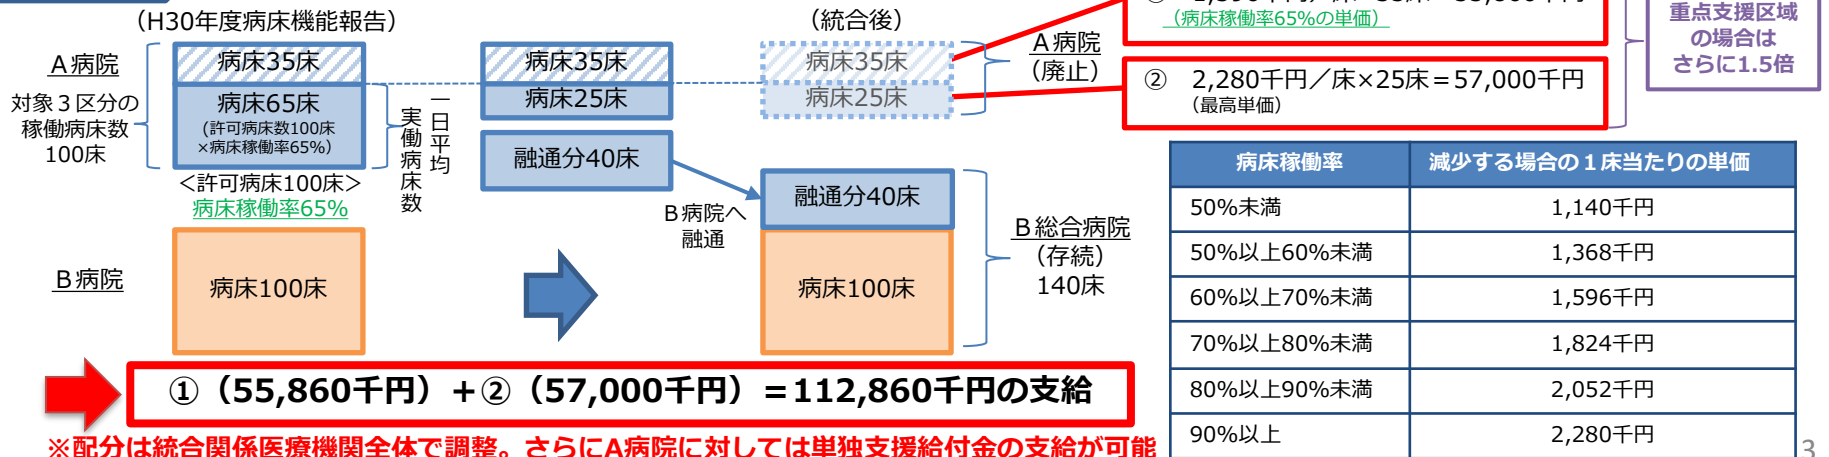 （H30年度病床機能報告）
（統合後）
Ａ病院
対象３区分の
稼働病床数
100床
病床35床
病床65床
(許可病床数100床
×病床稼働率65%)
一日平均
実働病床数
＜許可病床100床＞
病床稼働率65%
Ｂ病院
病床100床
病床35床
病床25床
融通分40床
Ｂ病院へ
融通
病床35床
病床25床
Ａ病院
（廃止）
融通分40床
病床100床
Ｂ総合病院
（存続）
140床
（病床稼働率65%の単価）
②　2,280千円／床×25床＝57,000千円
（最高単価）
重点支援区域
の場合は
さらに1.5倍
病床稼働率　減少する場合の１床当たりの単価
50%未満　1,140千円
50%以上60%未満　1,368千円
60%以上70%未満　1,596千円
70%以上80%未満　1,824千円
80%以上90%未満　2,052千円
90%以上　2,280千円
①（55,860千円）＋②（57,000千円）＝112,860千円の支給
※配分は統合関係医療機関全体で調整。さらにA病院に対しては単独支援給付金の支給が可能
3